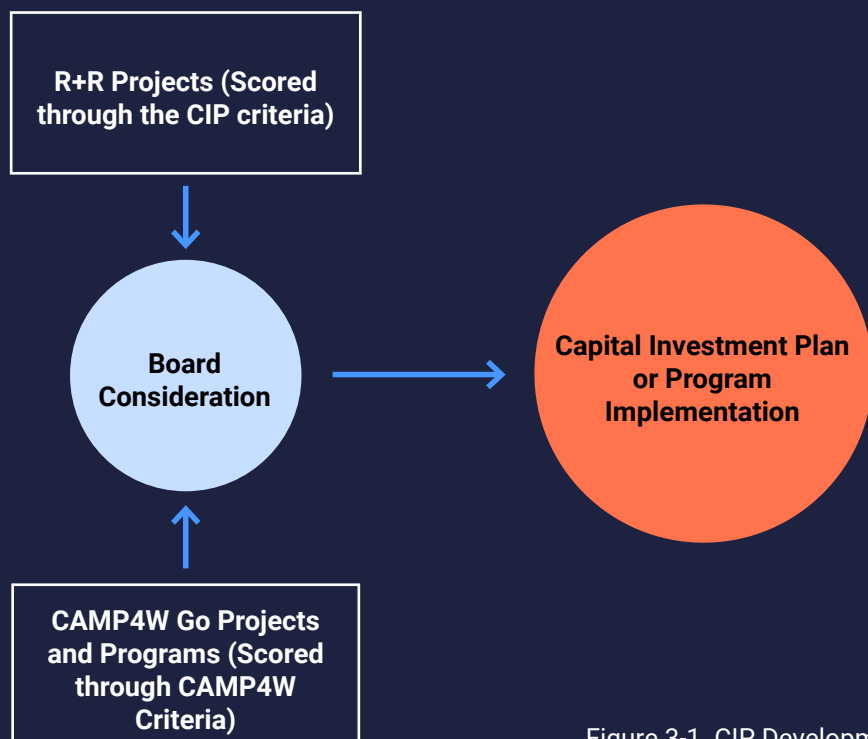 R+R Projects (Scored
through the CIP criteria)
Board
Consideration
Capital Investment Plan
or Program
Implementation
CAMP4W Go Projects
and Programs (Scored
through CAMP4W
Criteria)
Figure 3-1. CIP